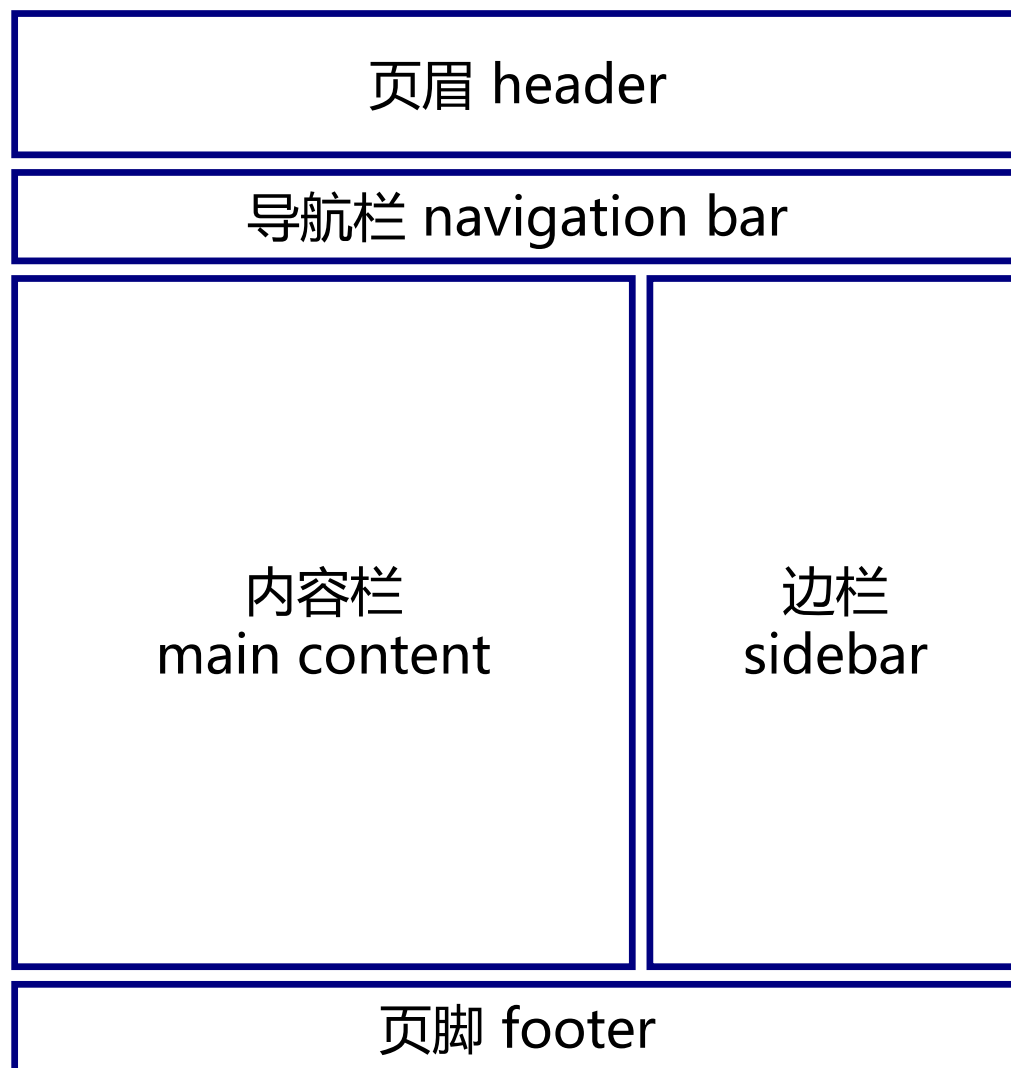 页眉 header
导航栏 navigation bar
内容栏
main content
边栏
sidebar
页脚 footer